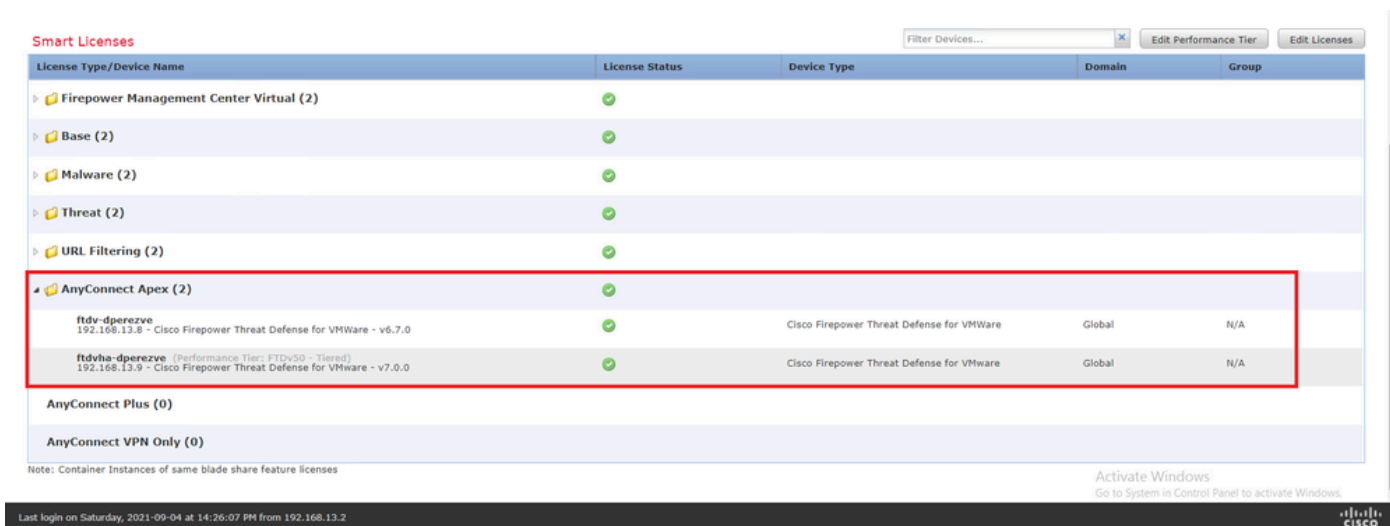 Smart Licenses
Filter Devices...
×
Edit Performance Tier
Edit Licenses
License Type/Device Name
License Status
Device Type
Domain
Group
Firepower Management Center Virtual (2)
Base (2)
Malware (2)
Threat (2)
URL Filtering (2)
AnyConnect Apex (2)
ftdv-dperezve
192.168.13.8 - Cisco Firepower Threat Defense for VMWare - v6.7.0
Cisco Firepower Threat Defense for VMWare
Global
N/A
ftdvha-dperezve (Performance Tier: FTDv50 - Tiered)
192.168.13.9 - Cisco Firepower Threat Defense for VMware - v7.0.0
Cisco Firepower Threat Defense for VMware
Global
N/A
AnyConnect Plus (0)
AnyConnect VPN Only (0)
Note: Container Instances of same blade share feature licenses
Activate Windows
Go to System in Control Panel to activate Windows.
Last login on Saturday, 2021-09-04 at 14:26:07 PM from 192.168.13.2
CISCO